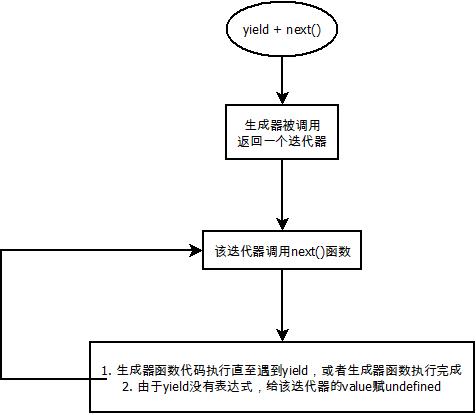 yield + next()
生成器被调用
返回一个迭代器
该迭代器调用next()函数
1. 生成器函数代码执行直至遇到yield，或者生成器函数执行完成
2. 由于yield没有表达式，给该迭代器的value赋undefined